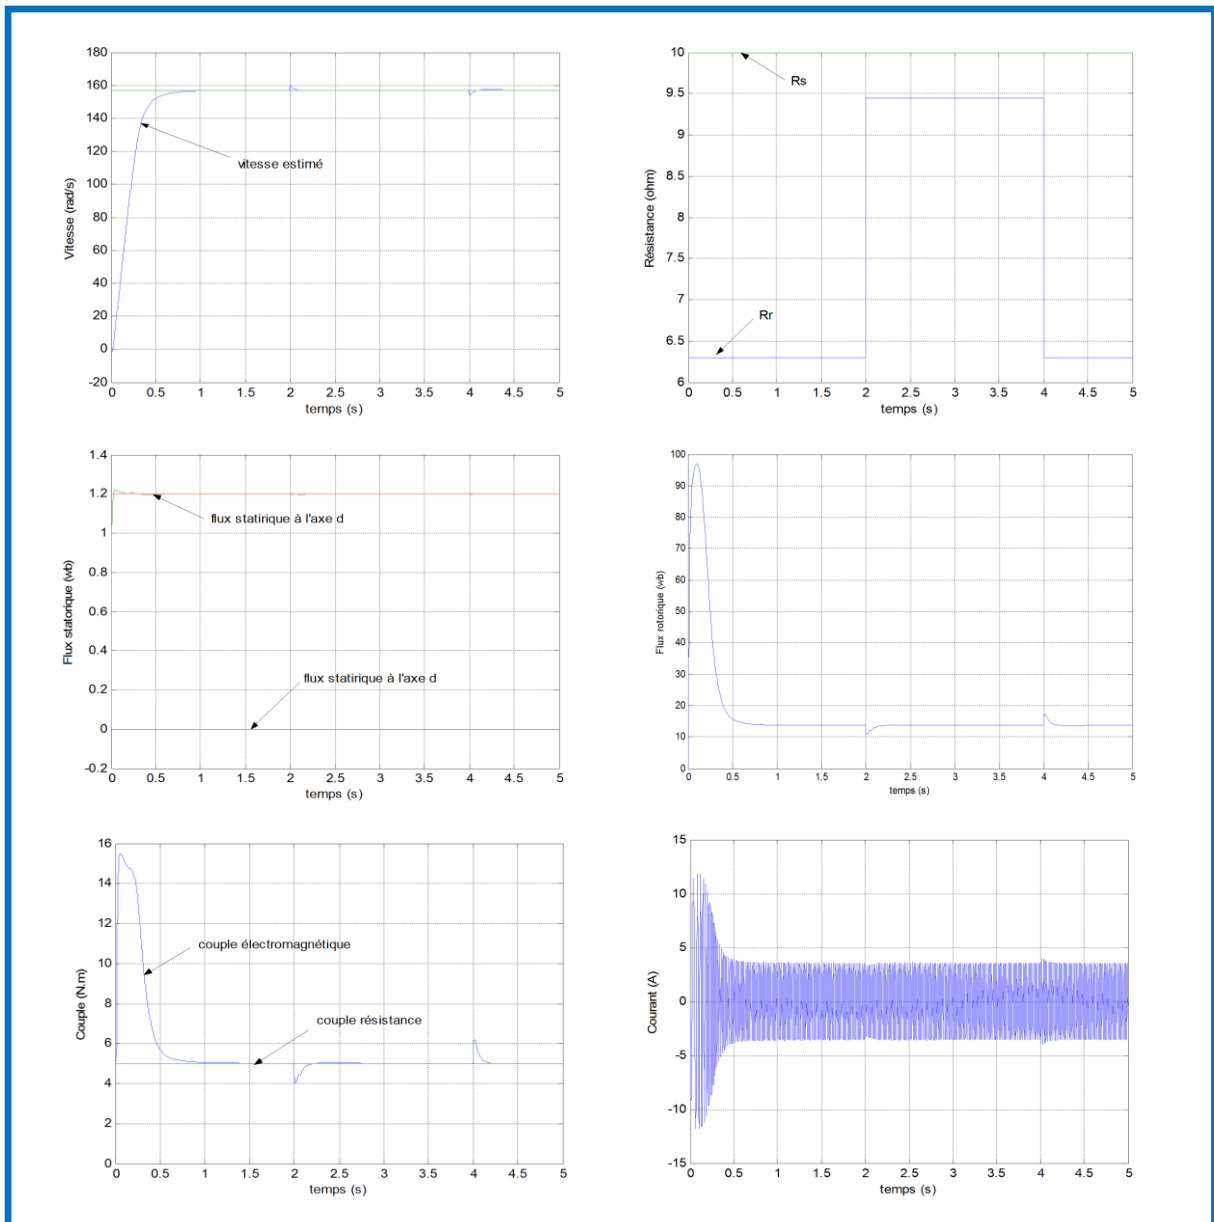 180
160
140
120
100
80
60
40
20
0
-20
Vitesse (rad/s)
vitesse estimé
0 0.5 1 1.5 2 2.5 3 3.5 4 4.5 5
temps (s)
10
9.5
9
8.5
8
7.5
7
6.5
6
Résistance (ohm)
Rs
Rr
0 0.5 1 1.5 2 2.5 3 3.5 4 4.5 5
temps (s)
1.4
1.2
1
0.8
0.6
0.4
0.2
0
-0.2
Flux statorique (wb)
flux statirique à l'axe d
flux statirique à l'axe d
0 0.5 1 1.5 2 2.5 3 3.5 4 4.5 5
temps (s)
100
90
80
70
60
50
40
30
20
10
0
Flux rotorique (wb)
0 0.5 1 1.5 2 2.5 3 3.5 4 4.5 5
temps (s)
16
14
12
10
8
6
4
2
0
Couple (N.m)
couple électromagnétique
couple résistance
0 0.5 1 1.5 2 2.5 3 3.5 4 4.5 5
temps (s)
15
10
5
0
-5
-10
-15
Courant (A)
0 0.5 1 1.5 2 2.5 3 3.5 4 4.5 5
temps (s)